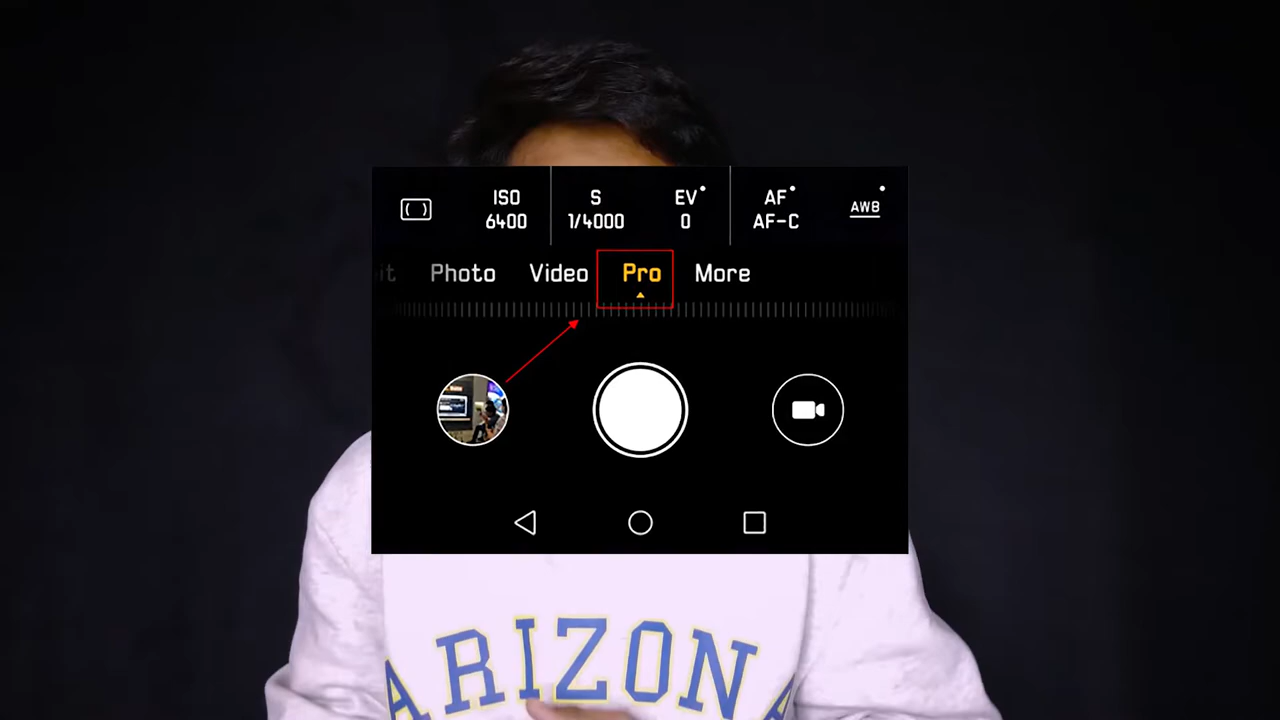 ISO S EV AF AWB
6400 1/4000 0 AF-C
Photo Video Pro More
ARIZONA